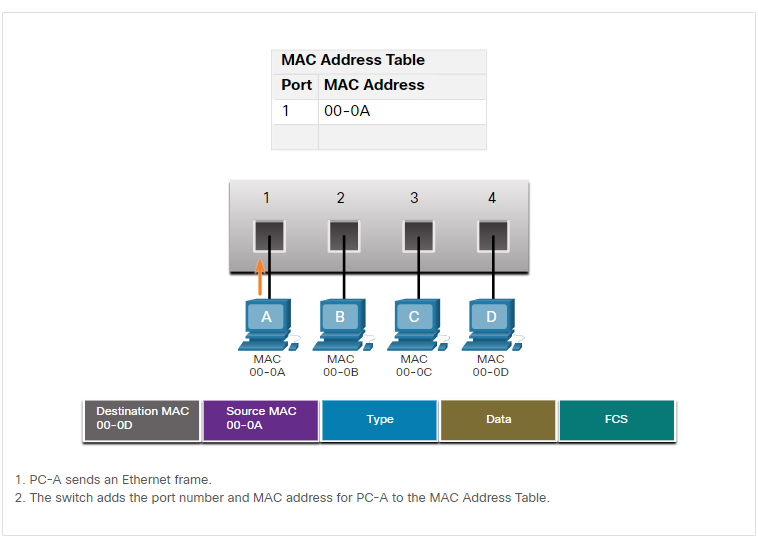 MAC Address Table
Port MAC Address
1 00-0A
1 2 3 4
A B C D
MAC MAC MAC MAC
00-0A 00-0B 00-0C 00-0D
Destination MAC Source MAC
00-0D 00-0A Type Data FCS
1. PC-A sends an Ethernet frame.
2. The switch adds the port number and MAC address for PC-A to the MAC Address Table.